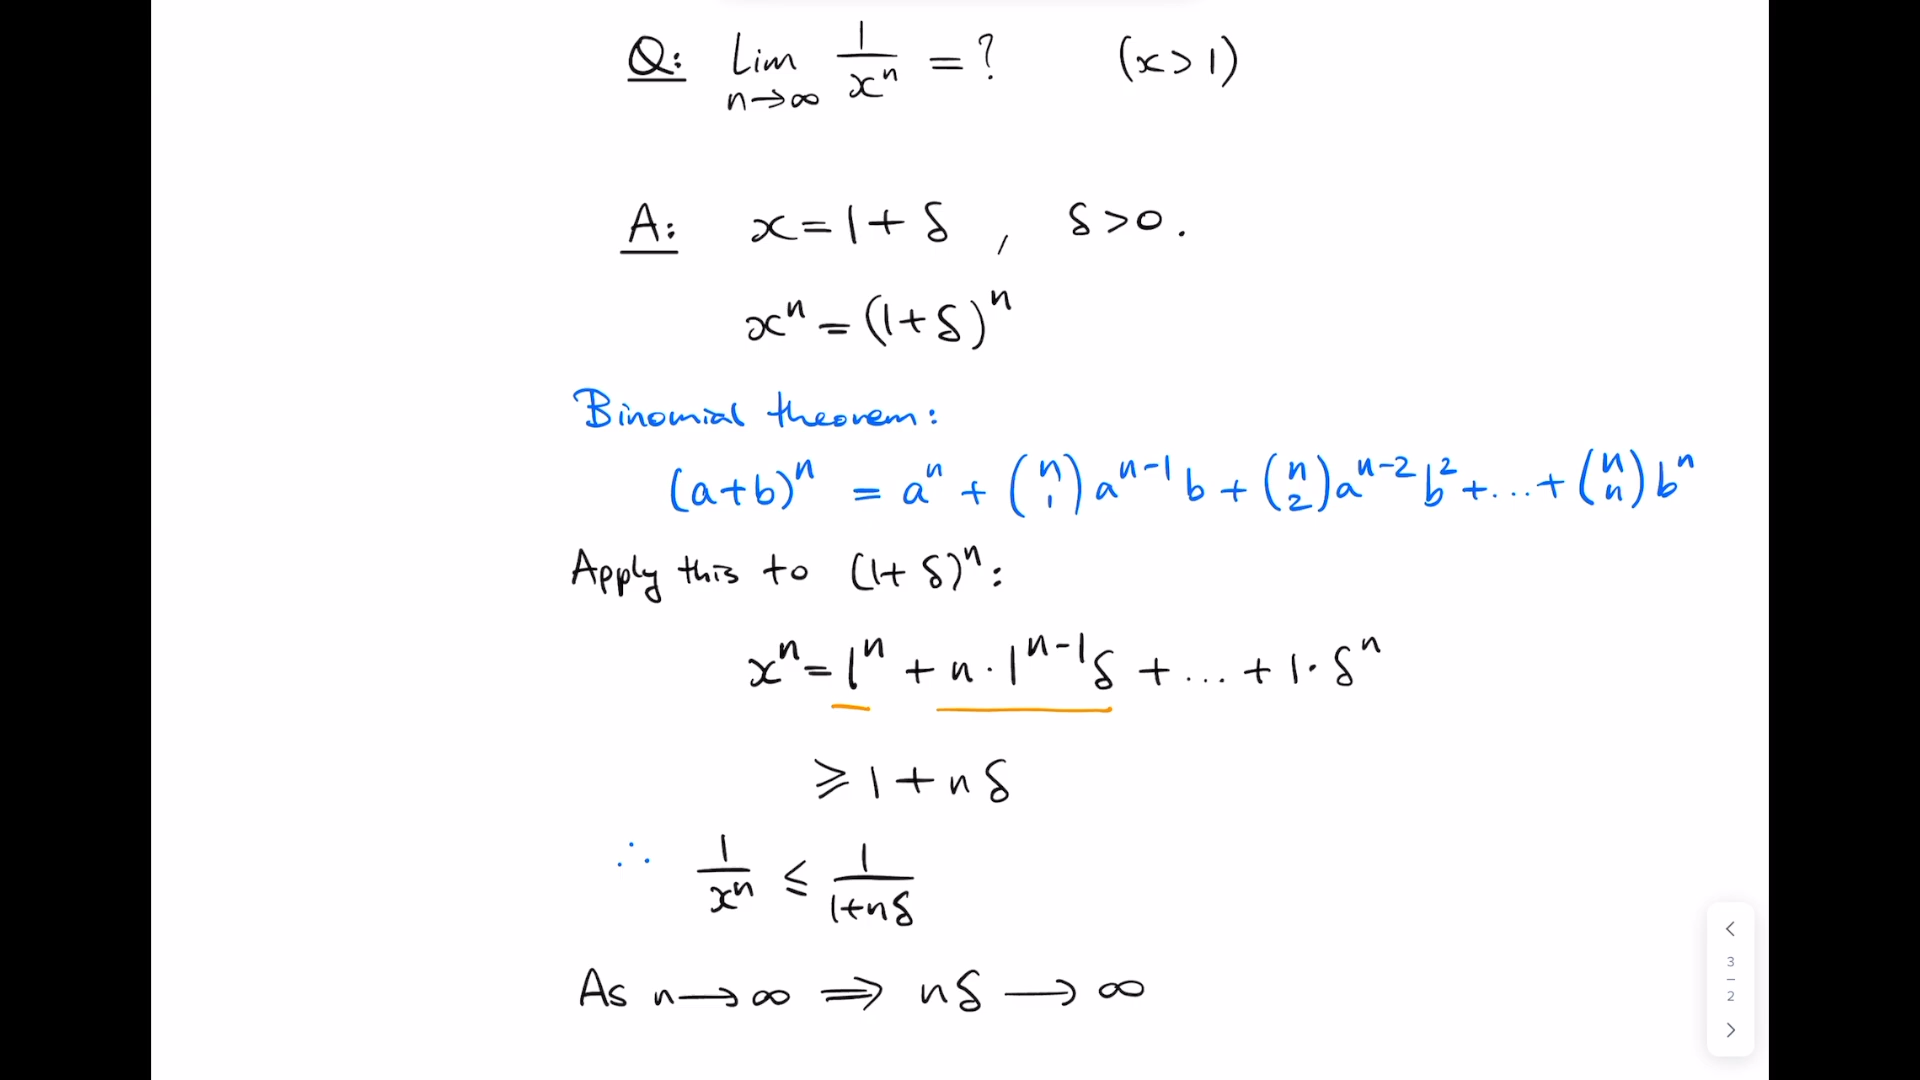 Q: Lim n→∞ 1/xⁿ = ? (x > 1)
A: x = 1 + δ , δ > 0.
xⁿ = (1 + δ)ⁿ
Binomial theorem:
(a+b)ⁿ = aⁿ + (n 1) aⁿ⁻¹ b + (n 2) aⁿ⁻² b² + ... + (n n) bⁿ
Apply this to (1 + δ)ⁿ:
xⁿ = 1ⁿ + n · 1ⁿ⁻¹ δ + ... + 1 · δⁿ
⩾ 1 + n δ
∴ 1/xⁿ ≤ 1/(1+nδ)
As n → ∞ ⟹ nδ → ∞
3
2